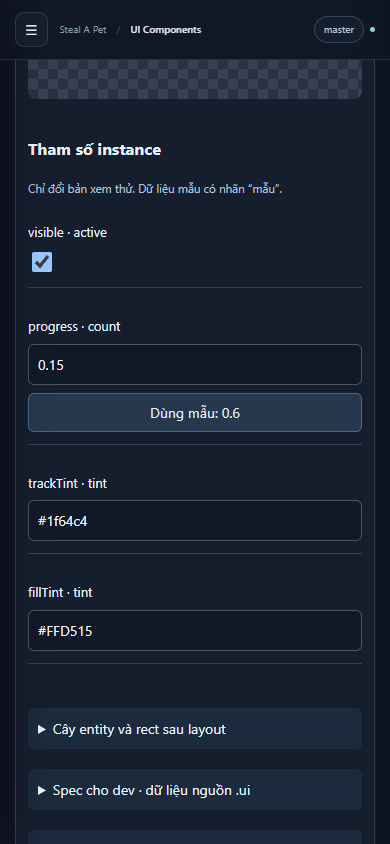 Steal A Pet / UI Components
master
Tham số instance
Chỉ đổi bản xem thử. Dữ liệu mẫu có nhãn “mẫu”.
visible · active
progress · count
0.15
Dùng mẫu: 0.6
trackTint · tint
#1f64c4
fillTint · tint
#FFD515
Cây entity và rect sau layout
Spec cho dev · dữ liệu nguồn .ui